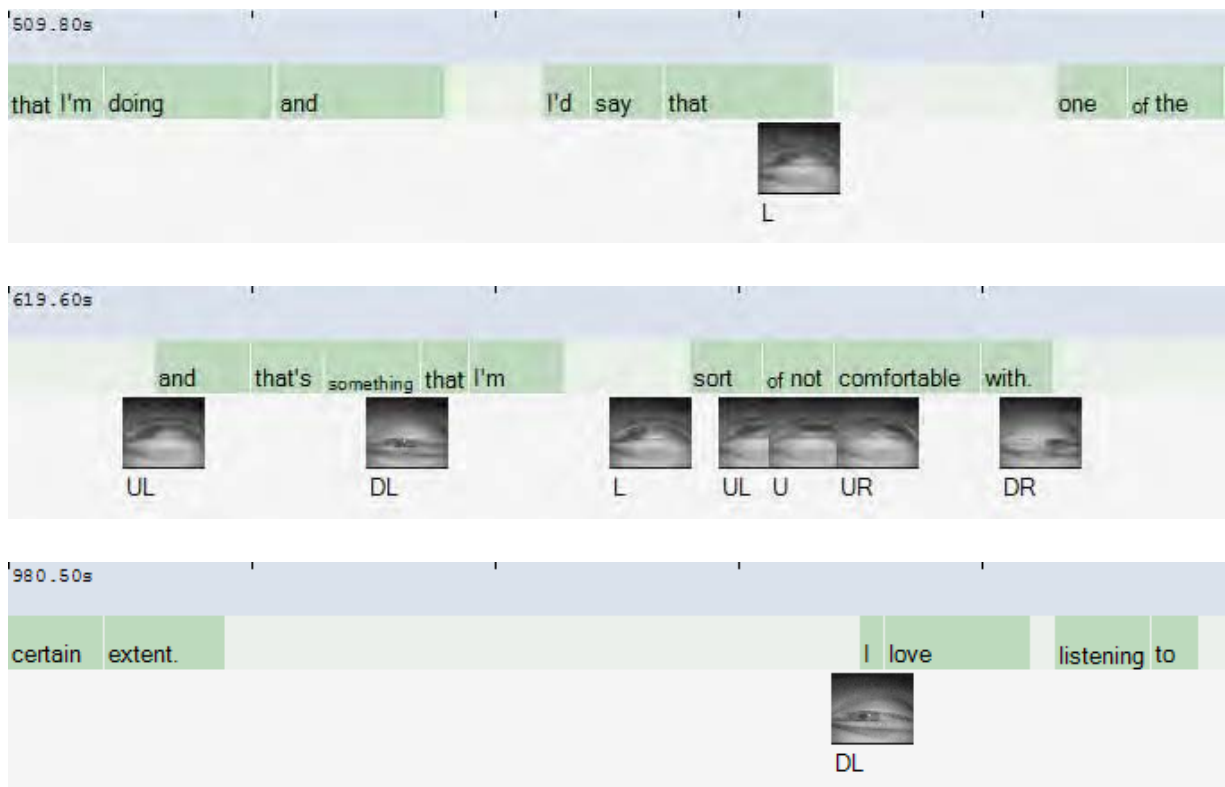 509.80s
that I'm doing and I'd say that one of the
L
619.60s
and that's something that I'm sort of not comfortable with.
UL DL L UL U UR DR
980.50s
certain extent. I love listening to
DL